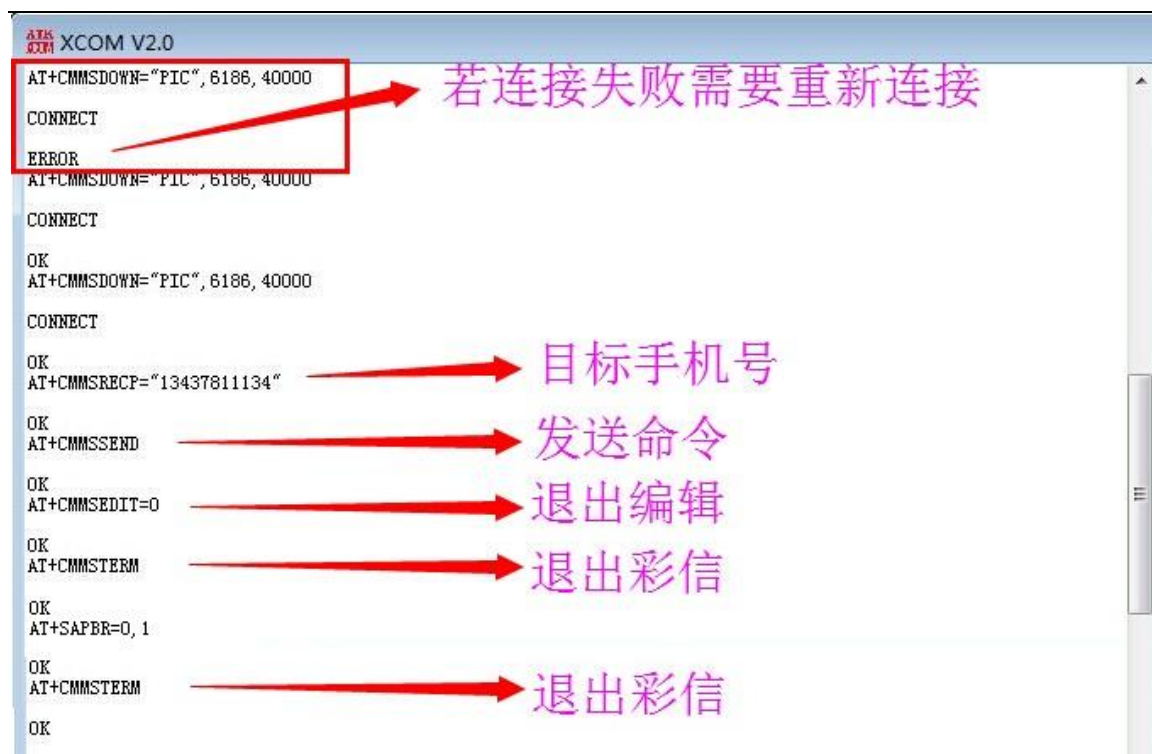 ATK COM XCOM V2.0
AT+CMMSDOWN="PIC",6186,40000
若连接失败需要重新连接
CONNECT
ERROR
AT+CMMSDOWN="PIC",6186,40000
CONNECT
OK
AT+CMMSDOWN="PIC",6186,40000
CONNECT
OK
AT+CMMSRECP="13437811134"
目标手机号
OK
AT+CMMSSEND
发送命令
OK
AT+CMMSEDIT=0
退出编辑
OK
AT+CMMSTERM
退出彩信
OK
AT+SAPBR=0,1
OK
AT+CMMSTERM
退出彩信
OK